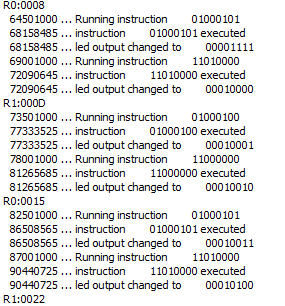 R0:0008
64501000 ... Running instruction 01000101
68158485 ... instruction 01000101 executed
68158485 ... led output changed to 00001111
69001000 ... Running instruction 11010000
72090645 ... instruction 11010000 executed
72090645 ... led output changed to 00010000
R1:000D
73501000 ... Running instruction 01000100
77333525 ... instruction 01000100 executed
77333525 ... led output changed to 00010001
78001000 ... Running instruction 11000000
81265685 ... instruction 11000000 executed
81265685 ... led output changed to 00010010
R0:0015
82501000 ... Running instruction 01000101
86508565 ... instruction 01000101 executed
86508565 ... led output changed to 00010011
87001000 ... Running instruction 11010000
90440725 ... instruction 11010000 executed
90440725 ... led output changed to 00010100
R1:0022